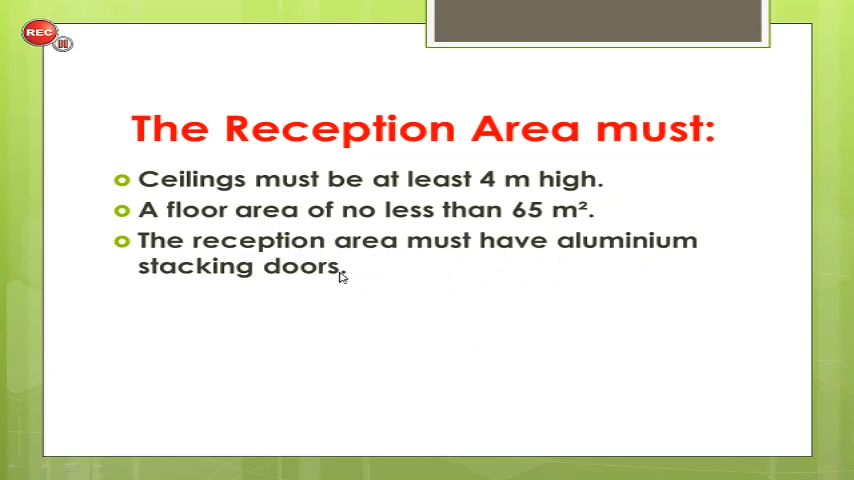 REC
The Reception Area must:
Ceilings must be at least 4 m high.
A floor area of no less than 65 m².
The reception area must have aluminium
stacking doors.